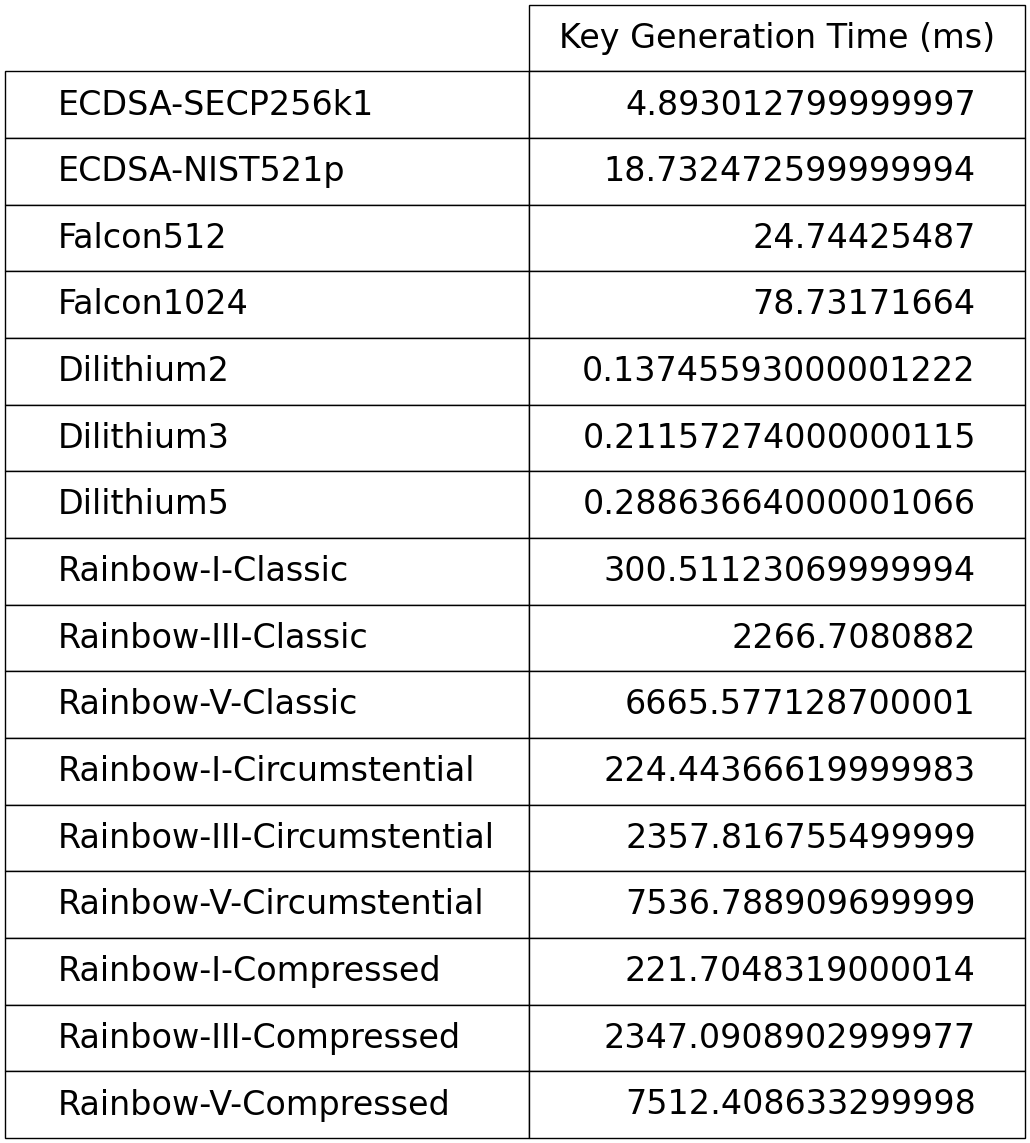 Key Generation Time (ms)
ECDSA-SECP256k1 4.893012799999997
ECDSA-NIST521p 18.732472599999994
Falcon512 24.74425487
Falcon1024 78.73171664
Dilithium2 0.13745593000001222
Dilithium3 0.21157274000000115
Dilithium5 0.28863664000001066
Rainbow-I-Classic 300.51123069999994
Rainbow-III-Classic 2266.7080882
Rainbow-V-Classic 6665.577128700001
Rainbow-I-Circumstential 224.44366619999983
Rainbow-III-Circumstential 2357.816755499999
Rainbow-V-Circumstential 7536.788909699999
Rainbow-I-Compressed 221.7048319000014
Rainbow-III-Compressed 2347.0908902999977
Rainbow-V-Compressed 7512.408633299998